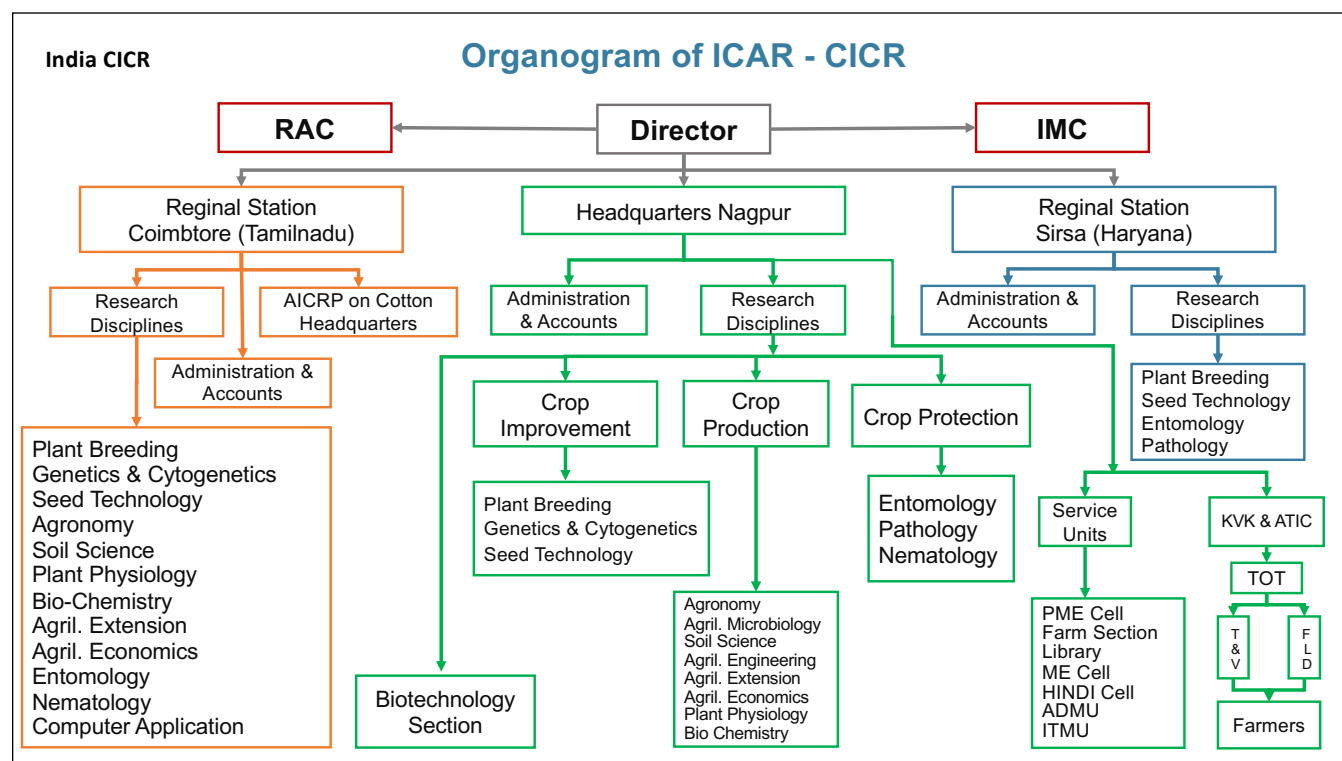 India CICR
Organogram of ICAR - CICR
RAC
Director
IMC
Reginal Station
Coimbtore (Tamilnadu)
Headquarters Nagpur
Reginal Station
Sirsa (Haryana)
Research
Disciplines
AICRP on Cotton
Headquarters
Administration &
Accounts
Administration
& Accounts
Research
Disciplines
Administration &
Accounts
Research
Disciplines
Plant Breeding
Genetics & Cytogenetics
Seed Technology
Agronomy
Soil Science
Plant Physiology
Bio-Chemistry
Agril. Extension
Agril. Economics
Entomology
Nematology
Computer Application
Crop
Improvement
Crop
Production
Crop Protection
Plant Breeding
Seed Technology
Entomology
Pathology
Plant Breeding
Genetics & Cytogenetics
Seed Technology
Entomology
Pathology
Nematology
Service
Units
KVK & ATIC
TOT
T
&
V
F
L
D
Farmers
Biotechnology
Section
Agronomy
Agril. Microbiology
Soil Science
Agril. Engineering
Agril. Extension
Agril. Economics
Plant Physiology
Bio Chemistry
PME Cell
Farm Section
Library
ME Cell
HINDI Cell
ADMU
ITMU